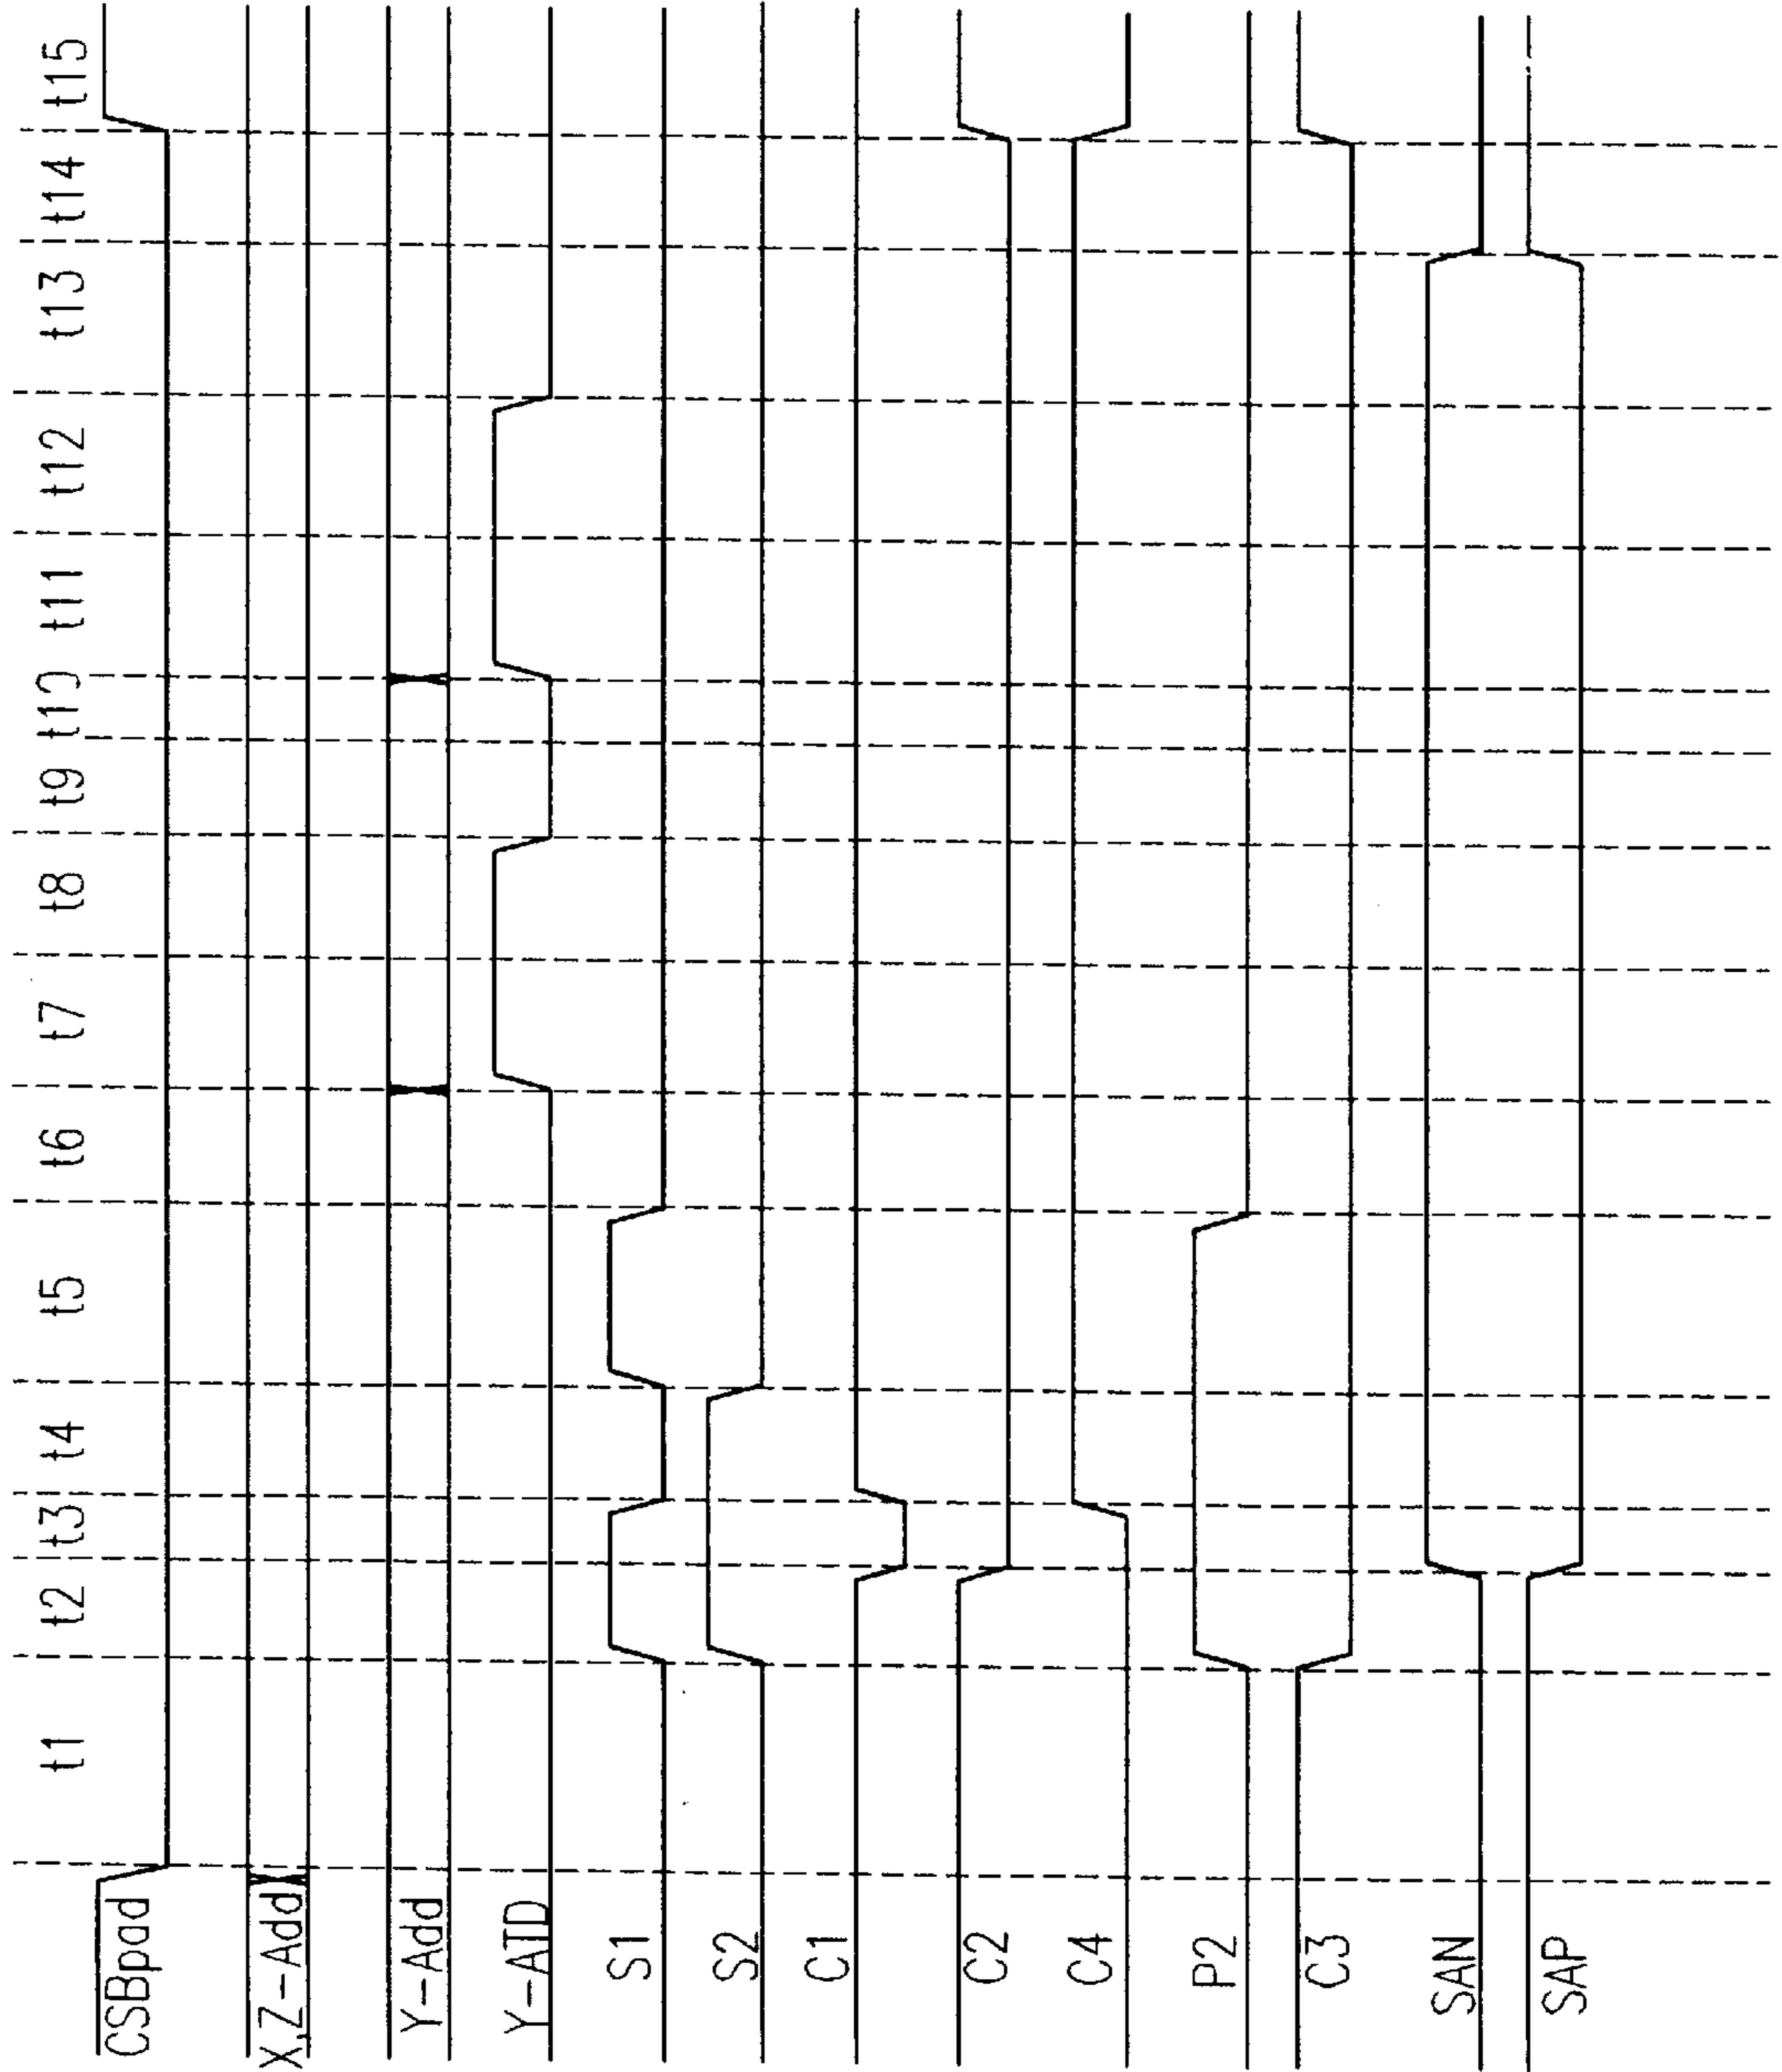 t1 t2 t3 t4 t5 t6 t7 t8 t9 t10 t11 t12 t13 t14 t15
CSBpad
X,Z-Add
Y-Add
Y-ATD
S1
S2
C1
C2
C4
P2
C3
SAN
SAP